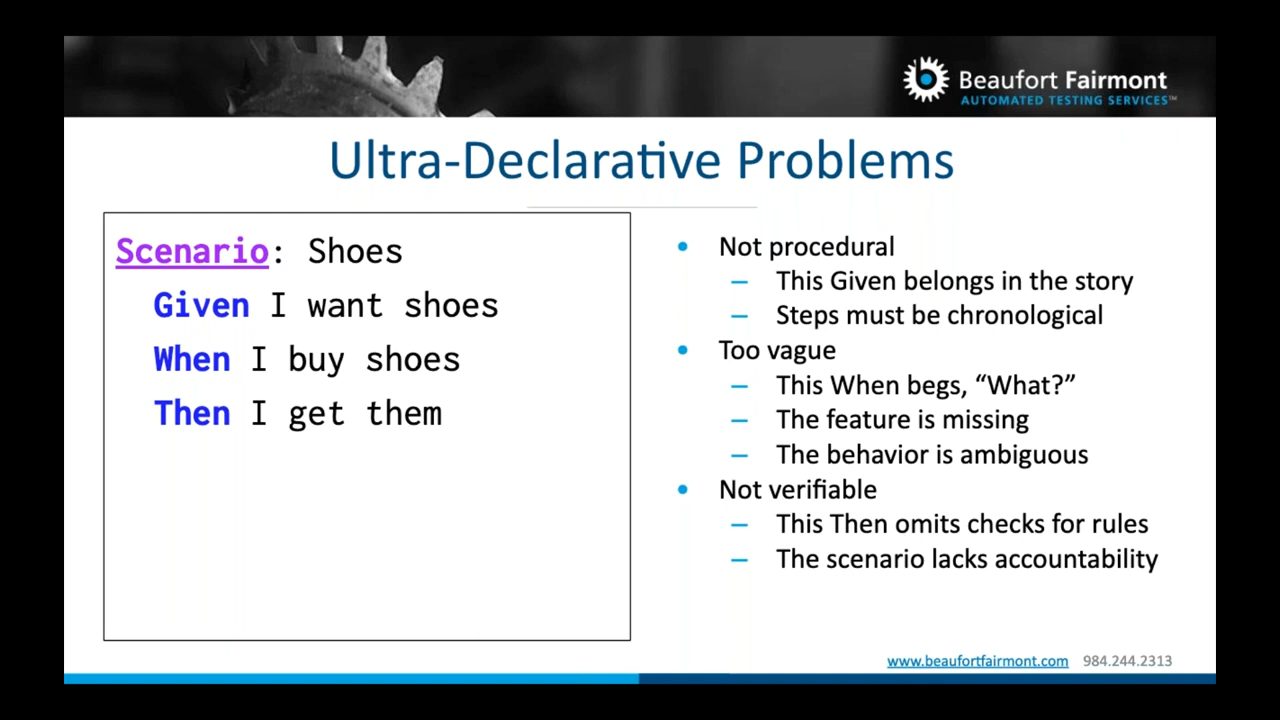 Beaufort Fairmont
AUTOMATED TESTING SERVICES™
Ultra-Declarative Problems
Scenario: Shoes
Given I want shoes
When I buy shoes
Then I get them
• Not procedural
– This Given belongs in the story
– Steps must be chronological
• Too vague
– This When begs, “What?”
– The feature is missing
– The behavior is ambiguous
• Not verifiable
– This Then omits checks for rules
– The scenario lacks accountability
www.beaufortfairmont.com 984.244.2313